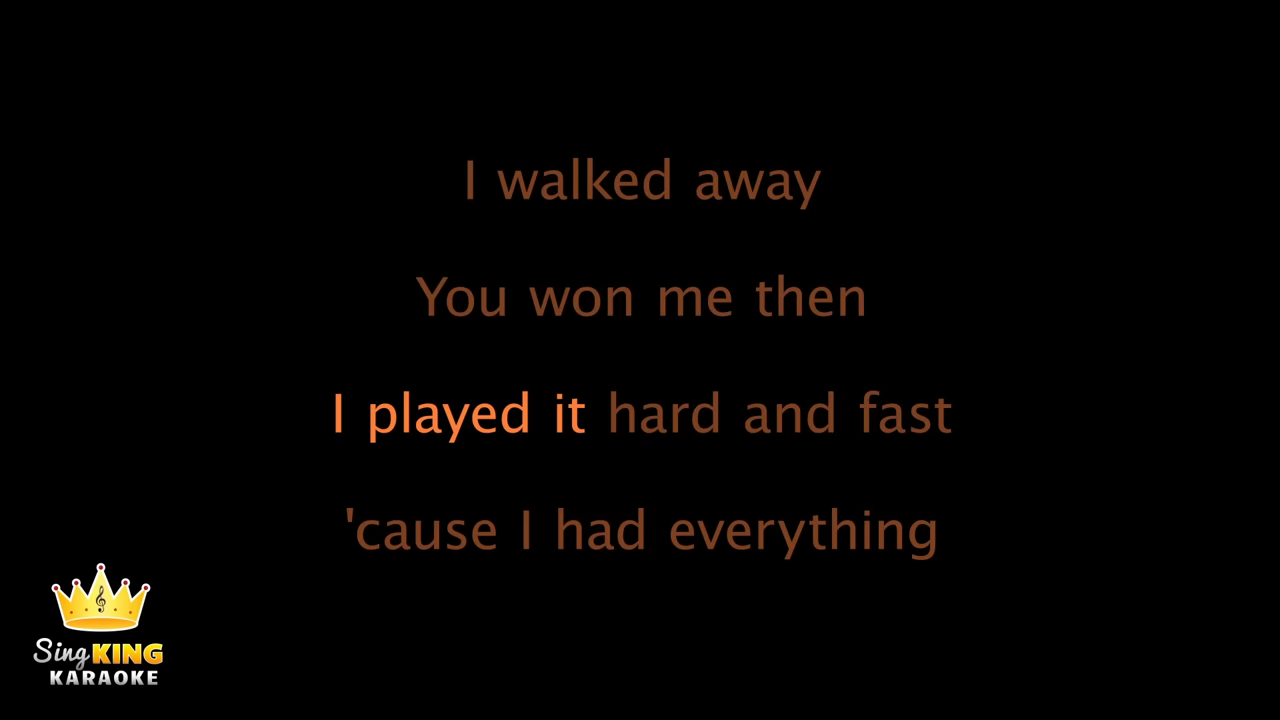 I walked away
You won me then
I played it hard and fast
'cause I had everything
Sing KING
KARAOKE